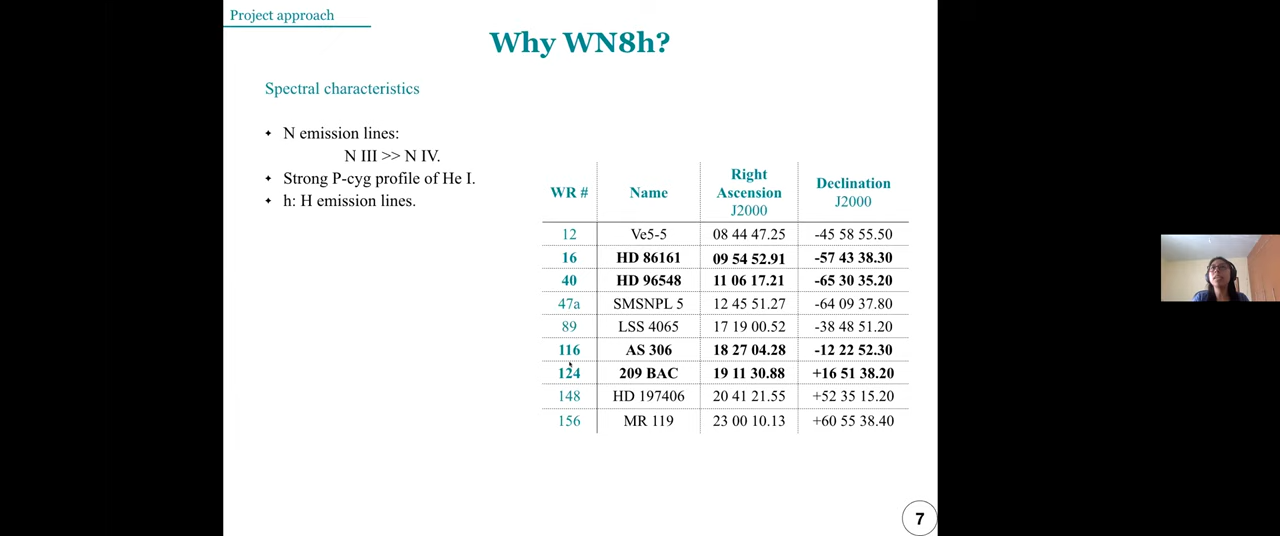 Project approach
Why WN8h?
Spectral characteristics
✦ N emission lines:
N III >> N IV.
✦ Strong P-cyg profile of He I.
✦ h: H emission lines.
WR # Name Right Ascension J2000 Declination J2000
12 Ve5-5 08 44 47.25 -45 58 55.50
16 HD 86161 09 54 52.91 -57 43 38.30
40 HD 96548 11 06 17.21 -65 30 35.20
47a SMSNPL 5 12 45 51.27 -64 09 37.80
89 LSS 4065 17 19 00.52 -38 48 51.20
116 AS 306 18 27 04.28 -12 22 52.30
124 209 BAC 19 11 30.88 +16 51 38.20
148 HD 197406 20 41 21.55 +52 35 15.20
156 MR 119 23 00 10.13 +60 55 38.40
7